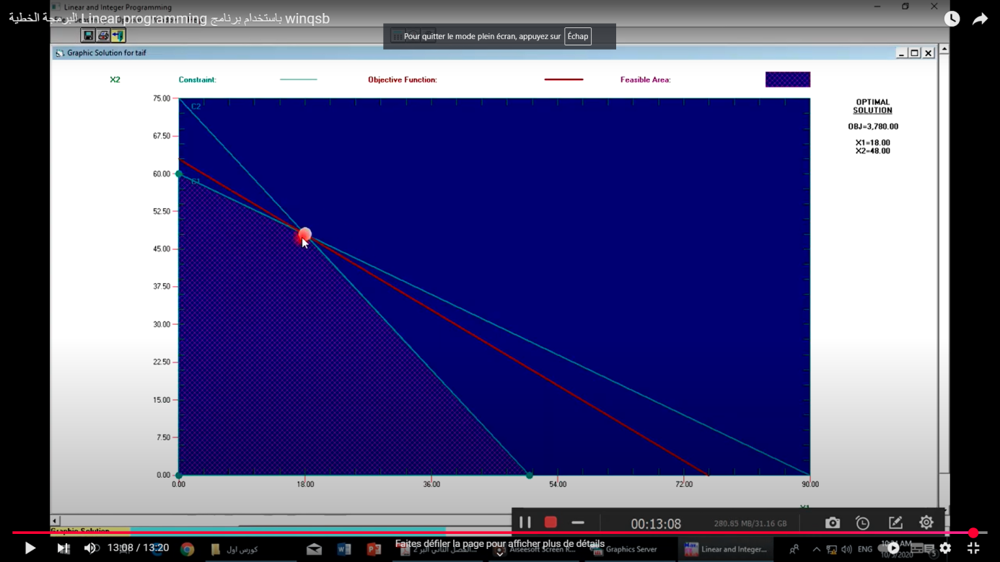 Linear and Integer Programming
البرمجة الخطية Linear programming باستخدام برنامج winqsb
Pour quitter le mode plein écran, appuyez sur Échap
Graphic Solution for taif
X2 Constraint: Objective Function: Feasible Area:
75.00
C2
67.50
60.00
C1
52.50
45.00
37.50
30.00
22.50
15.00
7.50
0.00
0.00 18.00 36.00 54.00 72.00 90.00
OPTIMAL
SOLUTION
OBJ=3,780.00
X1=18.00
X2=48.00
00:13:08 280.85 MB/31.16 GB
Graphic Solution
13:08 / 13:20
Faites défiler la page pour afficher plus de détails
كورس اول
الفصل الثاني البر 2...
Aiseesoft Screen R...
Graphics Server
Linear and Integer...
ENG
10/3/2020